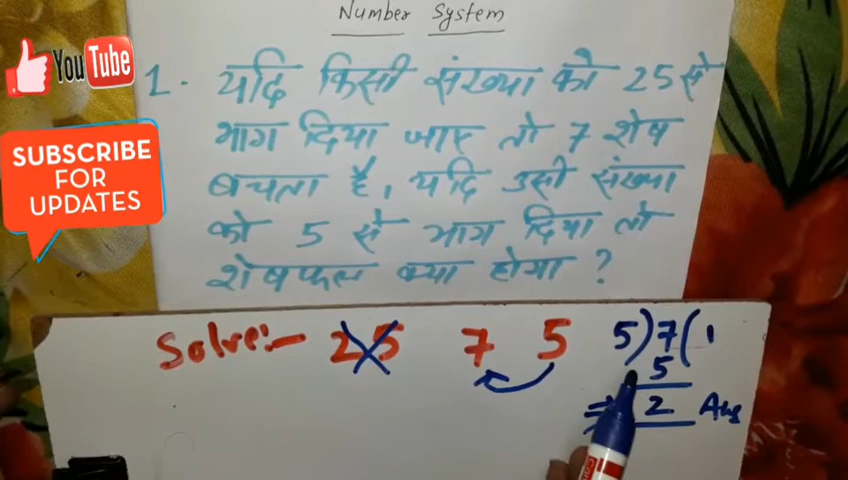 Number System
YouTube
SUBSCRIBE
FOR
UPDATES
1. यदि किसी संख्या को 25 से
भाग दिया जाए तो 7 शेष
बचता है, यदि उसी संख्या
को 5 से भाग दिया तो
शेषफल क्या होगा ?
Solve:- 25 7 5 5)7(1
5
⇒ 2 Ans